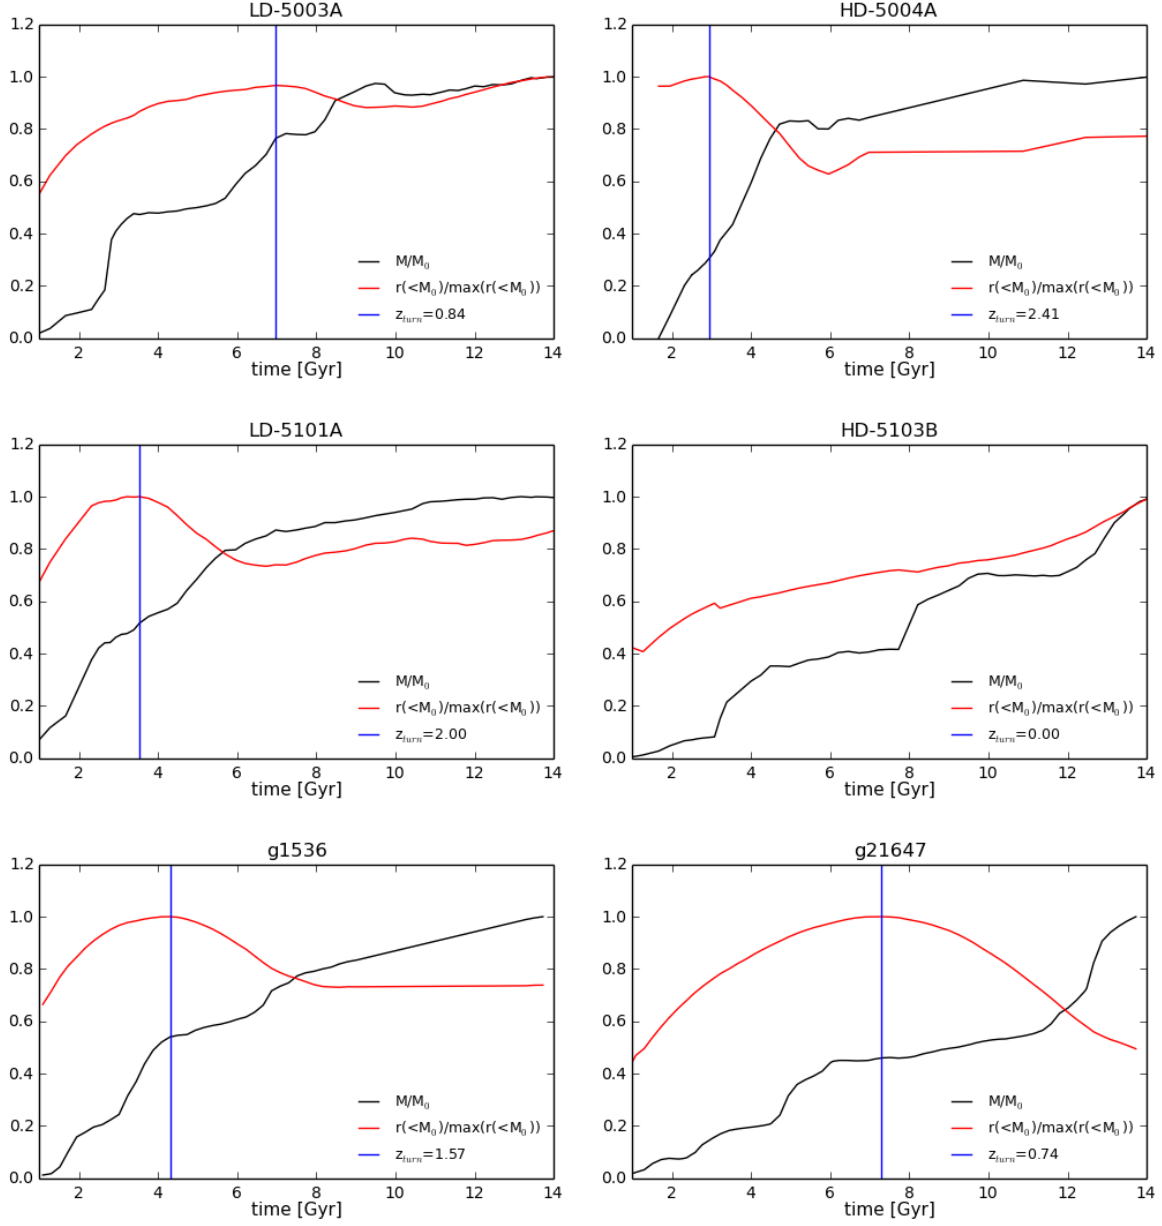 LD-5003A
1.2
1.0
0.8
0.6
0.4
0.2
0.0
M/M₀
r(<M₀)/max(r(<M₀))
z_turn=0.84
2 4 6 8 10 12 14
time [Gyr]
HD-5004A
1.2
1.0
0.8
0.6
0.4
0.2
0.0
M/M₀
r(<M₀)/max(r(<M₀))
z_turn=2.41
2 4 6 8 10 12 14
time [Gyr]
LD-5101A
1.2
1.0
0.8
0.6
0.4
0.2
0.0
M/M₀
r(<M₀)/max(r(<M₀))
z_turn=2.00
2 4 6 8 10 12 14
time [Gyr]
HD-5103B
1.2
1.0
0.8
0.6
0.4
0.2
0.0
M/M₀
r(<M₀)/max(r(<M₀))
z_turn=0.00
2 4 6 8 10 12 14
time [Gyr]
g1536
1.2
1.0
0.8
0.6
0.4
0.2
0.0
M/M₀
r(<M₀)/max(r(<M₀))
z_turn=1.57
2 4 6 8 10 12 14
time [Gyr]
g21647
1.2
1.0
0.8
0.6
0.4
0.2
0.0
M/M₀
r(<M₀)/max(r(<M₀))
z_turn=0.74
2 4 6 8 10 12 14
time [Gyr]